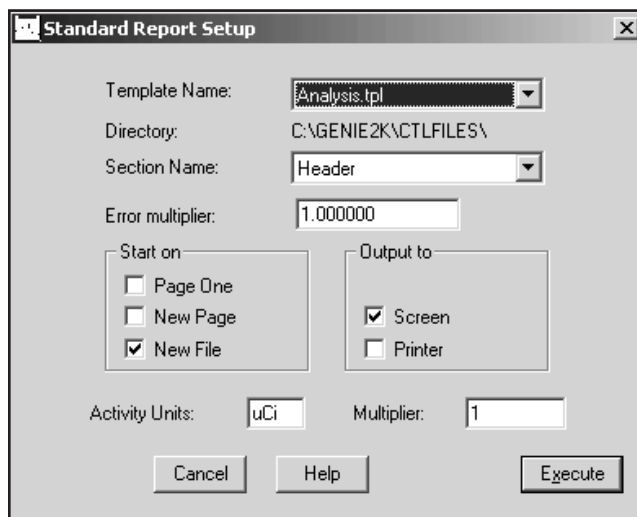 Standard Report Setup
Template Name: Analysis.tpl
Directory: C:\GENIE2K\CTLFILES\
Section Name: Header
Error multiplier: 1.000000
Start on
Page One
New Page
New File
Output to
Screen
Printer
Activity Units: uCi Multiplier: 1
Cancel Help Execute